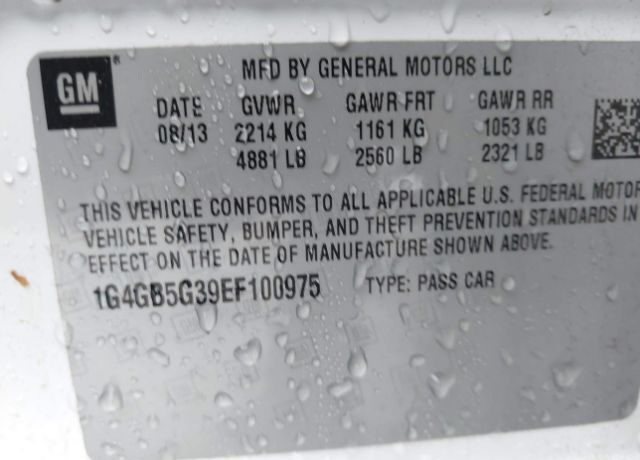 GM
MFD BY GENERAL MOTORS LLC
DATE GVWR GAWR FRT GAWR RR
08/13 2214 KG 1161 KG 1053 KG
4881 LB 2560 LB 2321 LB
THIS VEHICLE CONFORMS TO ALL APPLICABLE U.S. FEDERAL MOTOR
VEHICLE SAFETY, BUMPER, AND THEFT PREVENTION STANDARDS IN
EFFECT ON THE DATE OF MANUFACTURE SHOWN ABOVE.
1G4GB5G39EF100975 TYPE: PASS CAR